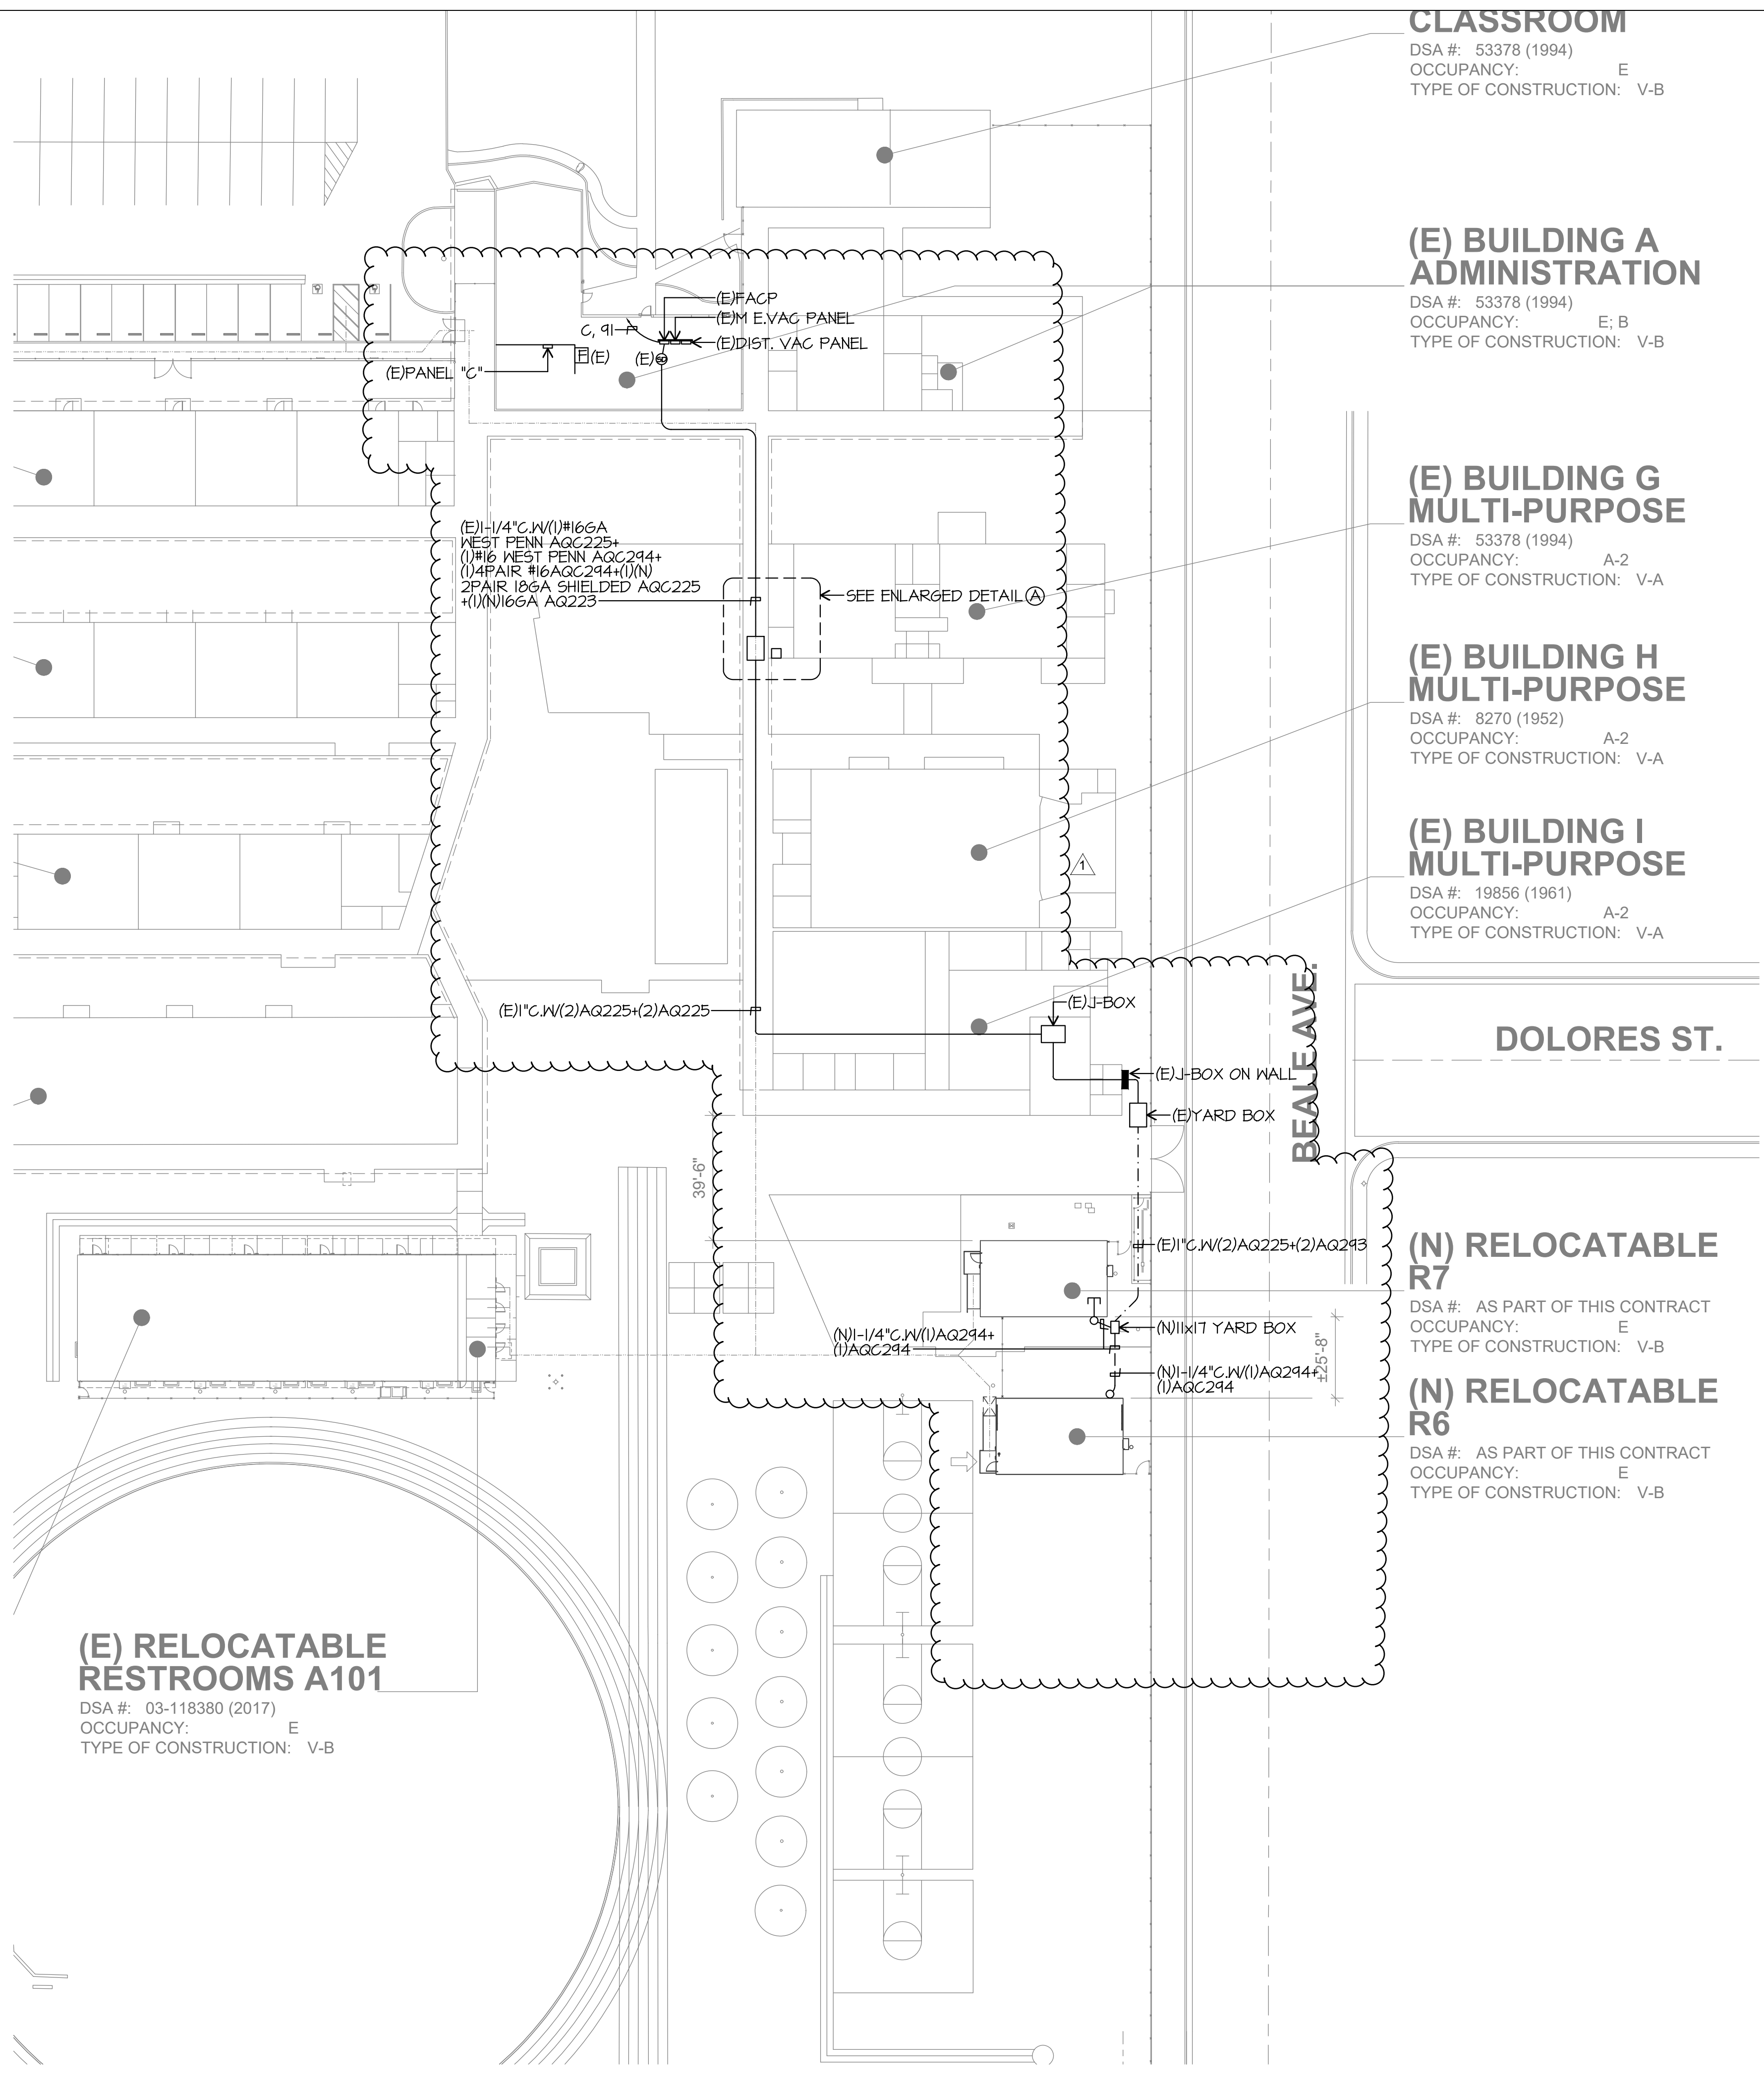 CLASSROOM
DSA #: 53378 (1994)
OCCUPANCY: E
TYPE OF CONSTRUCTION: V-B
(E) BUILDING A
ADMINISTRATION
DSA #: 53378 (1994)
OCCUPANCY: E; B
TYPE OF CONSTRUCTION: V-B
(E)FACP
(E)M E.VAC PANEL
C, 91
(E)DIST. VAC PANEL
F (E)
(E)
(E)PANEL "C"
(E) BUILDING G
MULTI-PURPOSE
DSA #: 53378 (1994)
OCCUPANCY: A-2
TYPE OF CONSTRUCTION: V-A
(E)1-1/4"C.W/(1)#16GA
WEST PENN AQC225+
(1)#16 WEST PENN AQC294+
(1)4PAIR #16AQC294+(1)(N)
2PAIR 18GA SHIELDED AQC225
+(1)(N)16GA AQ223
SEE ENLARGED DETAIL A
(E) BUILDING H
MULTI-PURPOSE
DSA #: 8270 (1952)
OCCUPANCY: A-2
TYPE OF CONSTRUCTION: V-A
(E) BUILDING I
MULTI-PURPOSE
DSA #: 19856 (1961)
OCCUPANCY: A-2
TYPE OF CONSTRUCTION: V-A
1
(E)1"C.W/(2)AQ225+(2)AQ225
(E)J-BOX
BEALE AVE.
DOLORES ST.
(E)J-BOX ON WALL
(E)YARD BOX
39'-6"
(E)1"C.W/(2)AQ225+(2)AQ293
(N) RELOCATABLE
R7
DSA #: AS PART OF THIS CONTRACT
OCCUPANCY: E
TYPE OF CONSTRUCTION: V-B
(N)11x17 YARD BOX
(N)1-1/4"C.W/(1)AQ294+
(1)AQC294
(N)1-1/4"C.W/(1)AQ294+
(1)AQC294
±25'-8"
(N) RELOCATABLE
R6
DSA #: AS PART OF THIS CONTRACT
OCCUPANCY: E
TYPE OF CONSTRUCTION: V-B
(E) RELOCATABLE
RESTROOMS A101
DSA #: 03-118380 (2017)
OCCUPANCY: E
TYPE OF CONSTRUCTION: V-B